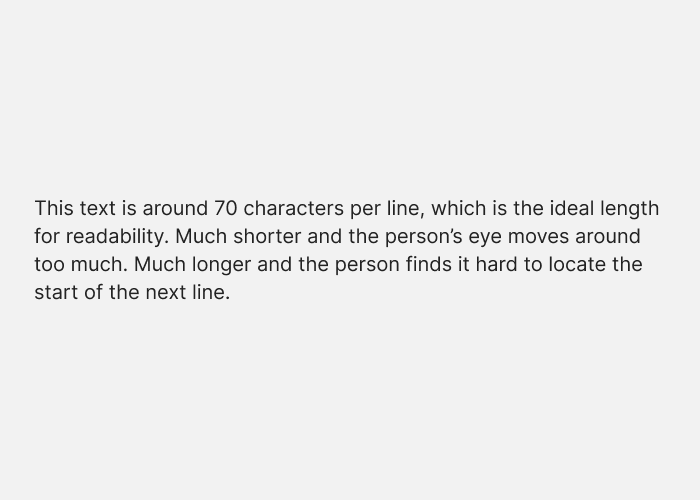 This text is around 70 characters per line, which is the ideal length
for readability. Much shorter and the person’s eye moves around
too much. Much longer and the person finds it hard to locate the
start of the next line.